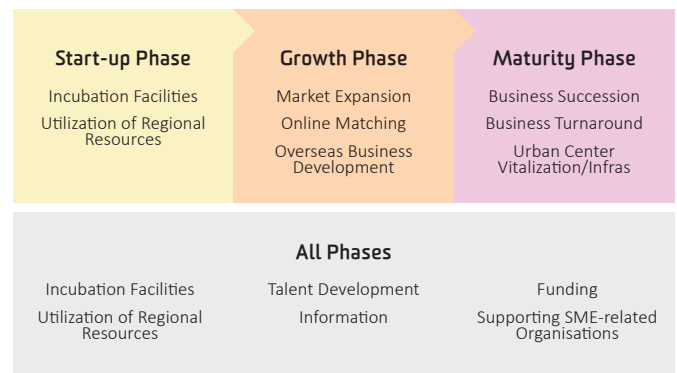 Start-up Phase
Incubation Facilities
Utilization of Regional
Resources
Growth Phase
Market Expansion
Online Matching
Overseas Business
Development
Maturity Phase
Business Succession
Business Turnaround
Urban Center
Vitalization/Infras
All Phases
Incubation Facilities
Utilization of Regional
Resources
Talent Development
Information
Funding
Supporting SME-related
Organisations